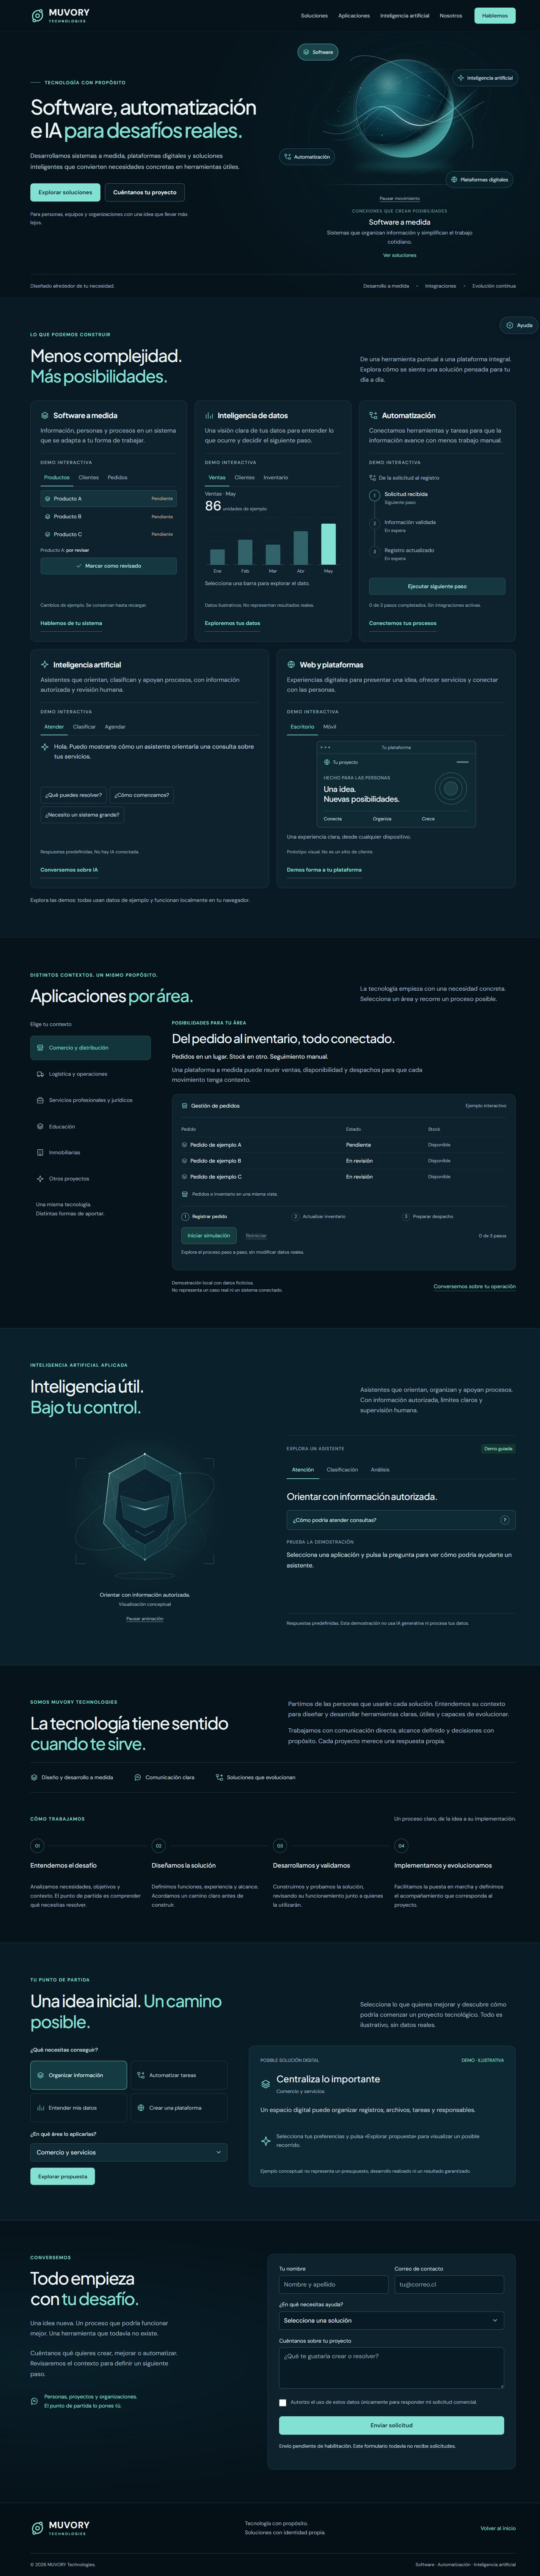 MUVORY
TECHNOLOGIES
Soluciones
Aplicaciones
Inteligencia artificial
Nosotros
Hablemos
TECNOLOGÍA CON PROPÓSITO
Software, automatización
e IA para desafíos reales.
Desarrollamos sistemas a medida, plataformas digitales y soluciones
inteligentes que convierten necesidades concretas en herramientas útiles.
Explorar soluciones
Cuéntanos tu proyecto
Para personas, equipos y organizaciones con una idea que llevar más
lejos.
Software
Inteligencia artificial
Automatización
Plataformas digitales
Pausar movimiento
CONEXIONES QUE CREAN POSIBILIDADES
Software a medida
Sistemas que organizan información y simplifican el trabajo
cotidiano.
Ver soluciones
Diseñado alrededor de tu necesidad.
Desarrollo a medida
Integraciones
Evolución continua
Ayuda
LO QUE PODEMOS CONSTRUIR
Menos complejidad.
Más posibilidades.
De una herramienta puntual a una plataforma integral.
Explora cómo se siente una solución pensada para tu
día a día.
Software a medida
Información, personas y procesos en un sistema
que se adapta a tu forma de trabajar.
DEMO INTERACTIVA
Productos
Clientes
Pedidos
Producto A
Pendiente
Producto B
Pendiente
Producto C
Pendiente
Producto A: por revisar
Marcar como revisado
Cambios de ejemplo. Se conservan hasta recargar.
Hablemos de tu sistema
Inteligencia de datos
Una visión clara de tus datos para entender lo
que ocurre y decidir el siguiente paso.
DEMO INTERACTIVA
Ventas
Clientes
Inventario
Ventas · May
86 unidades de ejemplo
Ene
Feb
Mar
Abr
May
Selecciona una barra para explorar el dato.
Datos ilustrativos. No representan resultados reales.
Exploremos tus datos
Automatización
Conectamos herramientas y tareas para que la
información avance con menos trabajo manual.
DEMO INTERACTIVA
De la solicitud al registro
1
Solicitud recibida
Siguiente paso
2
Información validada
En espera
3
Registro actualizado
En espera
Ejecutar siguiente paso
0 de 3 pasos completados. Sin integraciones activas.
Conectemos tus procesos
Inteligencia artificial
Asistentes que orientan, clasifican y apoyan procesos, con información
autorizada y revisión humana.
DEMO INTERACTIVA
Atender
Clasificar
Agendar
Hola. Puedo mostrarte cómo un asistente orientaría una consulta sobre
tus servicios.
¿Qué puedes resolver?
¿Cómo comenzamos?
¿Necesito un sistema grande?
Respuestas predefinidas. No hay IA conectada.
Conversemos sobre IA
Web y plataformas
Experiencias digitales para presentar una idea, ofrecer servicios y conectar
con las personas.
DEMO INTERACTIVA
Escritorio
Móvil
Tu plataforma
Tu proyecto
HECHO PARA LAS PERSONAS
Una idea.
Nuevas posibilidades.
Conecta
Organiza
Crece
Una experiencia clara, desde cualquier dispositivo.
Prototipo visual. No es un sitio de cliente.
Demos forma a tu plataforma
Explora las demos: todas usan datos de ejemplo y funcionan localmente en tu navegador.
DISTINTOS CONTEXTOS. UN MISMO PROPÓSITO.
Aplicaciones por área.
La tecnología empieza con una necesidad concreta.
Selecciona un área y recorre un proceso posible.
Elige tu contexto
Comercio y distribución
Logística y operaciones
Servicios profesionales y jurídicos
Educación
Inmobiliarias
Otros proyectos
Una misma tecnología.
Distintas formas de aportar.
POSIBILIDADES PARA TU ÁREA
Del pedido al inventario, todo conectado.
Pedidos en un lugar. Stock en otro. Seguimiento manual.
Una plataforma a medida puede reunir ventas, disponibilidad y despachos para que cada
movimiento tenga contexto.
Gestión de pedidos
Ejemplo interactivo
Pedido
Estado
Stock
Pedido de ejemplo A
Pendiente
Disponible
Pedido de ejemplo B
En revisión
Disponible
Pedido de ejemplo C
En revisión
Disponible
Pedidos e inventario en una misma vista.
1
Registrar pedido
2
Actualizar inventario
3
Preparar despacho
Iniciar simulación
Reiniciar
0 de 3 pasos
Explora el proceso paso a paso, sin modificar datos reales.
Demostración local con datos ficticios.
No representa un caso real ni un sistema conectado.
Conversemos sobre tu operación
INTELIGENCIA ARTIFICIAL APLICADA
Inteligencia útil.
Bajo tu control.
Asistentes que orientan, organizan y apoyan procesos.
Con información autorizada, límites claros y
supervisión humana.
Orientar con información autorizada.
Visualización conceptual
Pausar animación
EXPLORA UN ASISTENTE
Demo guiada
Atención
Clasificación
Análisis
Orientar con información autorizada.
¿Cómo podría atender consultas?
?
PRUEBA LA DEMOSTRACIÓN
Selecciona una aplicación y pulsa la pregunta para ver cómo podría ayudarte un
asistente.
Respuestas predefinidas. Esta demostración no usa IA generativa ni procesa tus datos.
SOMOS MUVORY TECHNOLOGIES
La tecnología tiene sentido
cuando te sirve.
Partimos de las personas que usarán cada solución. Entendemos su contexto
para diseñar y desarrollar herramientas claras, útiles y capaces de evolucionar.
Trabajamos con comunicación directa, alcance definido y decisiones con
propósito. Cada proyecto merece una respuesta propia.
Diseño y desarrollo a medida
Comunicación clara
Soluciones que evolucionan
CÓMO TRABAJAMOS
Un proceso claro, de la idea a su implementación.
01
02
03
04
Entendemos el desafío
Diseñamos la solución
Desarrollamos y validamos
Implementamos y evolucionamos
Analizamos necesidades, objetivos y
contexto. El punto de partida es comprender
qué necesitas resolver.
Definimos funciones, experiencia y alcance.
Acordamos un camino claro antes de
construir.
Construimos y probamos la solución,
revisando su funcionamiento junto a quienes
la utilizarán.
Facilitamos la puesta en marcha y definimos
el acompañamiento que corresponda al
proyecto.
TU PUNTO DE PARTIDA
Una idea inicial. Un camino
posible.
Selecciona lo que quieres mejorar y descubre cómo
podría comenzar un proyecto tecnológico. Todo es
ilustrativo, sin datos reales.
¿Qué necesitas conseguir?
Organizar información
Automatizar tareas
Entender mis datos
Crear una plataforma
¿En qué área lo aplicarías?
Comercio y servicios
Explorar propuesta
POSIBLE SOLUCIÓN DIGITAL
DEMO · ILUSTRATIVA
Centraliza lo importante
Comercio y servicios
Un espacio digital puede organizar registros, archivos, tareas y responsables.
Selecciona tus preferencias y pulsa «Explorar propuesta» para visualizar un posible
recorrido.
Ejemplo conceptual: no representa un presupuesto, desarrollo realizado ni un resultado garantizado.
CONVERSEMOS
Todo empieza
con tu desafío.
Una idea nueva. Un proceso que podría funcionar
mejor. Una herramienta que todavía no existe.
Cuéntanos qué quieres crear, mejorar o automatizar.
Revisaremos el contexto para definir un siguiente
paso.
Personas, proyectos y organizaciones.
El punto de partida lo pones tú.
Tu nombre
Correo de contacto
Nombre y apellido
tu@correo.cl
¿En qué necesitas ayuda?
Selecciona una solución
Cuéntanos sobre tu proyecto
¿Qué te gustaría crear o resolver?
Autorizo el uso de estos datos únicamente para responder mi solicitud comercial.
Enviar solicitud
Envío pendiente de habilitación. Este formulario todavía no recibe solicitudes.
MUVORY
TECHNOLOGIES
Tecnología con propósito.
Soluciones con identidad propia.
Volver al inicio
© 2026 MUVORY Technologies.
Software · Automatización · Inteligencia artificial